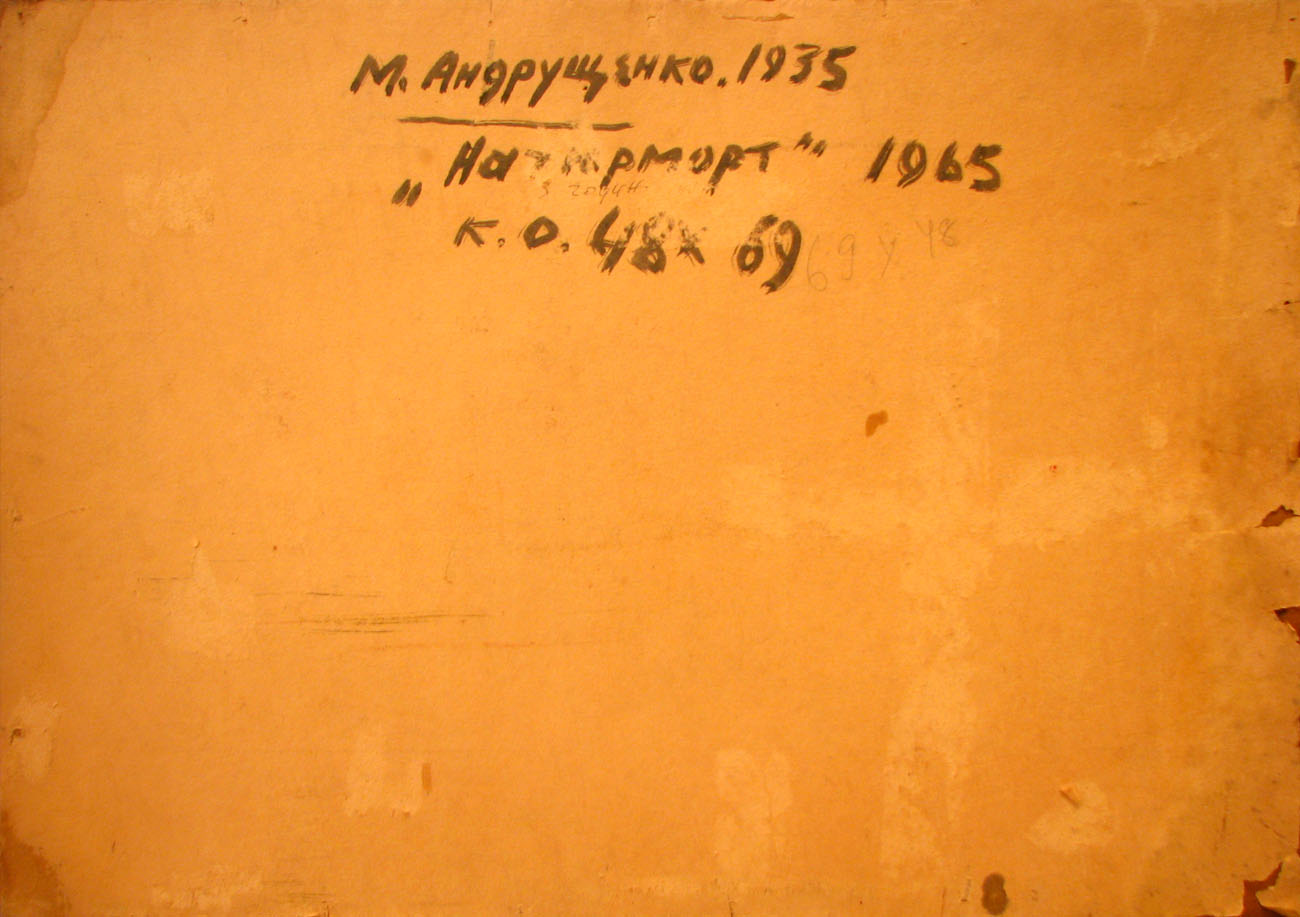 М. Андрущенко. 1935
„Натюрморт" 1965
к. о. 48 х 69 69 х 48